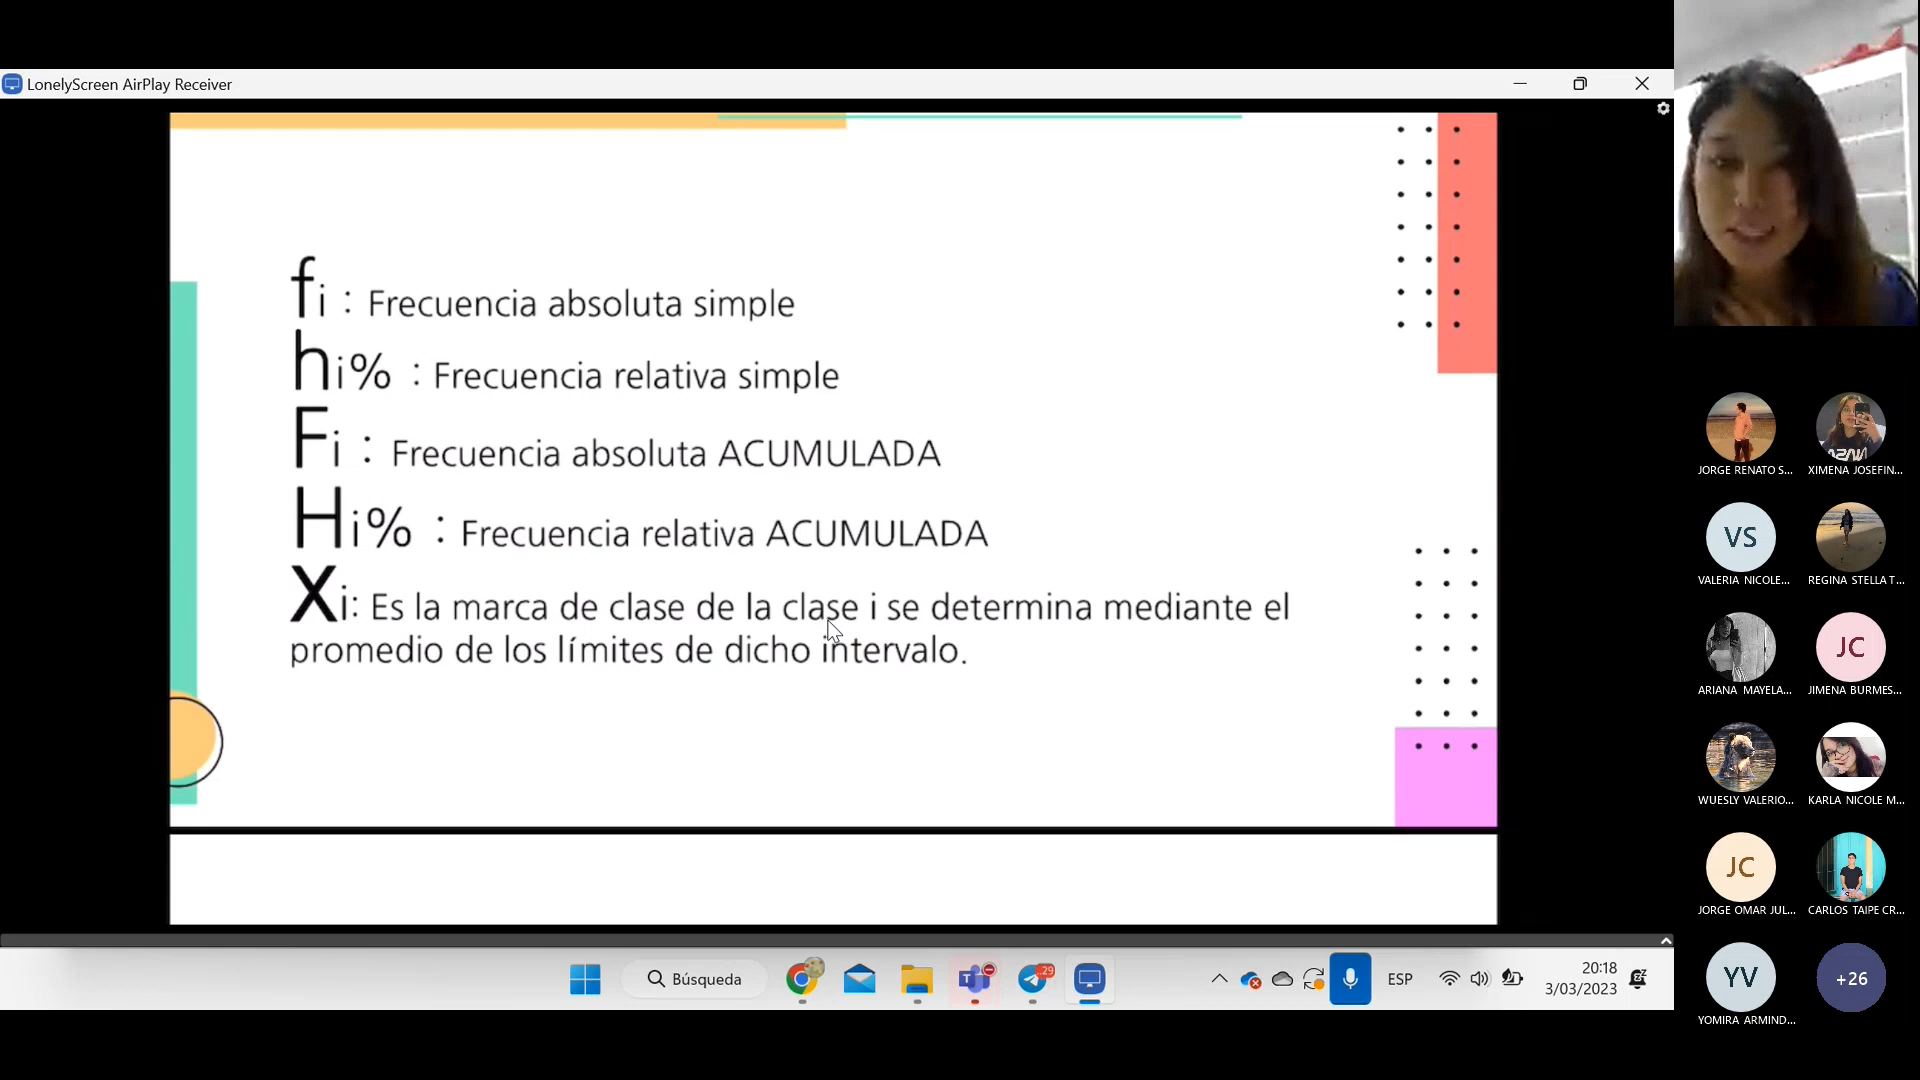 LonelyScreen AirPlay Receiver
fi : Frecuencia absoluta simple
hi% : Frecuencia relativa simple
Fi : Frecuencia absoluta ACUMULADA
Hi% : Frecuencia relativa ACUMULADA
Xi: Es la marca de clase de la clase i se determina mediante el
promedio de los límites de dicho intervalo.
JORGE RENATO S...
XIMENA JOSEFIN...
VS
VALERIA NICOLE...
REGINA STELLA T...
ARIANA MAYELA...
JC
JIMENA BURMES...
WUESLY VALERIO...
KARLA NICOLE M...
JC
JORGE OMAR JUL...
CARLOS TAIPE CR...
YV
YOMIRA ARMIND...
+26
Búsqueda
29
ESP
20:18
3/03/2023